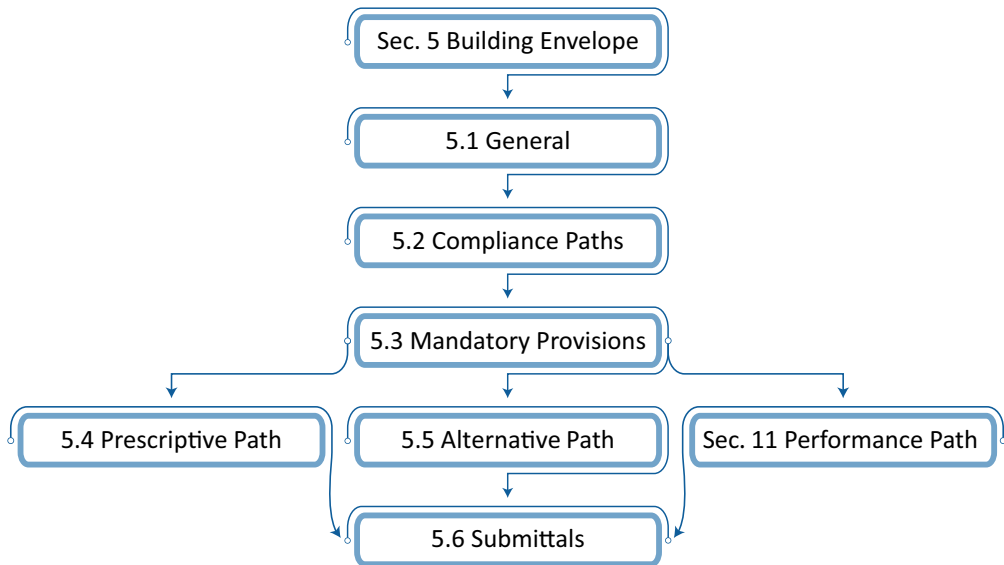 Sec. 5 Building Envelope
5.1 General
5.2 Compliance Paths
5.3 Mandatory Provisions
5.4 Prescriptive Path
5.5 Alternative Path
Sec. 11 Performance Path
5.6 Submittals